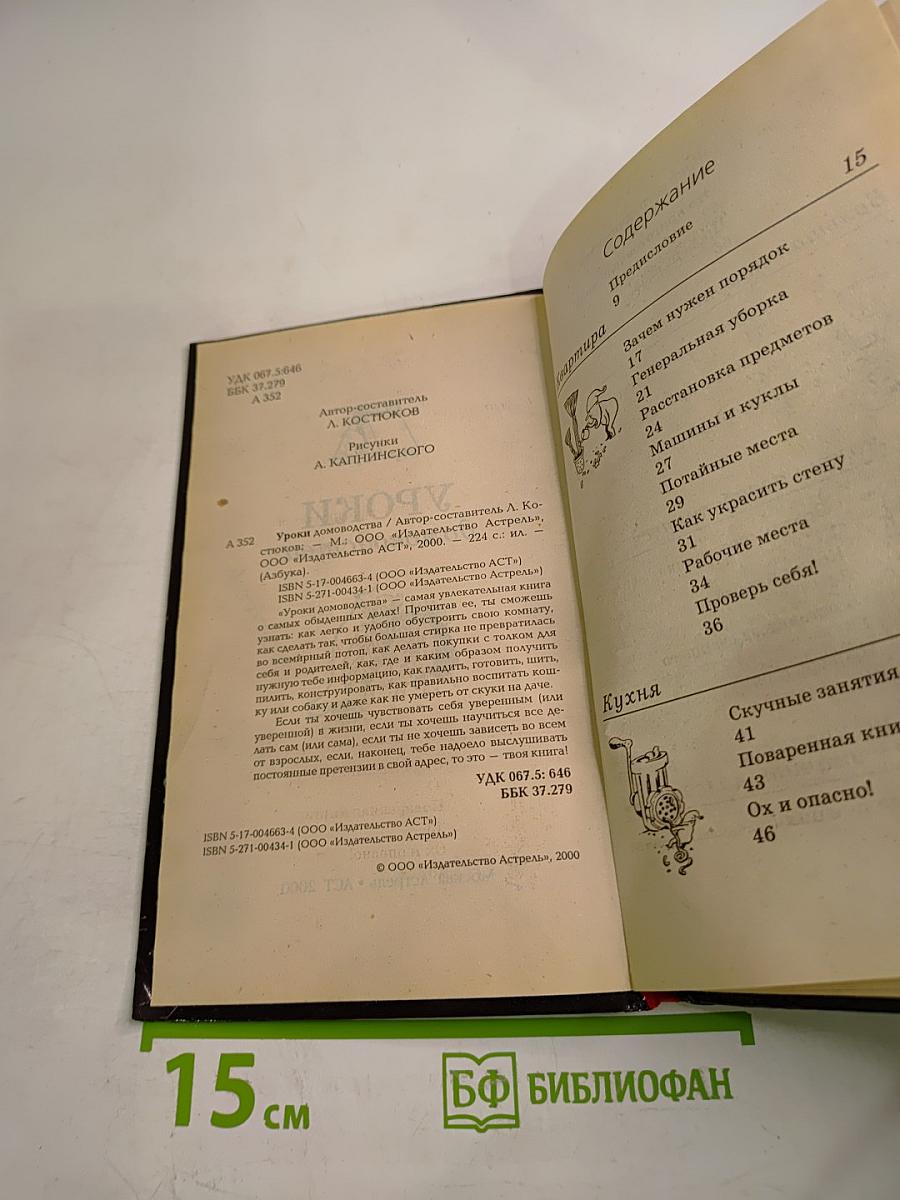 УДК 067.5:646
ББК 37.279
А 352
Автор-составитель
Л. КОСТЮКОВ
Рисунки
А. КАПНИНСКОГО
А 352
Уроки домоводства / Автор-составитель Л. Ко-
стюков; — М.: ООО «Издательство Астрель»,
ООО «Издательство АСТ», 2000. — 224 с.: ил. —
(Азбука).
ISBN 5-17-004663-4 (ООО «Издательство АСТ»)
ISBN 5-271-00434-1 (ООО «Издательство Астрель»)
«Уроки домоводства» — самая увлекательная книга
о самых обыденных делах! Прочитав ее, ты сможешь
узнать: как легко и удобно обустроить свою комнату,
как сделать так, чтобы большая стирка не превратилась
во всемирный потоп, как делать покупки с толком для
себя и родителей, как, где и каким образом получить
нужную тебе информацию, как гладить, готовить, шить,
пилить, конструировать, как правильно воспитать кош-
ку или собаку и даже как не умереть от скуки на даче.
Если ты хочешь чувствовать себя уверенным (или
уверенной) в жизни, если ты хочешь научиться все де-
лать сам (или сама), если ты не хочешь зависеть во всем
от взрослых, если, наконец, тебе надоело выслушивать
постоянные претензии в свой адрес, то это — твоя книга!
УДК 067.5: 646
ББК 37.279
ISBN 5-17-004663-4 (ООО «Издательство АСТ»)
ISBN 5-271-00434-1 (ООО «Издательство Астрель»)
© ООО «Издательство Астрель», 2000
Содержание
Предисловие
9
Квартира
15
Зачем нужен порядок
17
Генеральная уборка
21
Расстановка предметов
24
Машины и куклы
27
Потайные места
29
Как украсить стену
31
Рабочие места
34
Проверь себя!
36
Кухня
Скучные занятия
41
Поваренная кни
43
Ох и опасно!
46
15 см
БФ БИБЛИОФАН